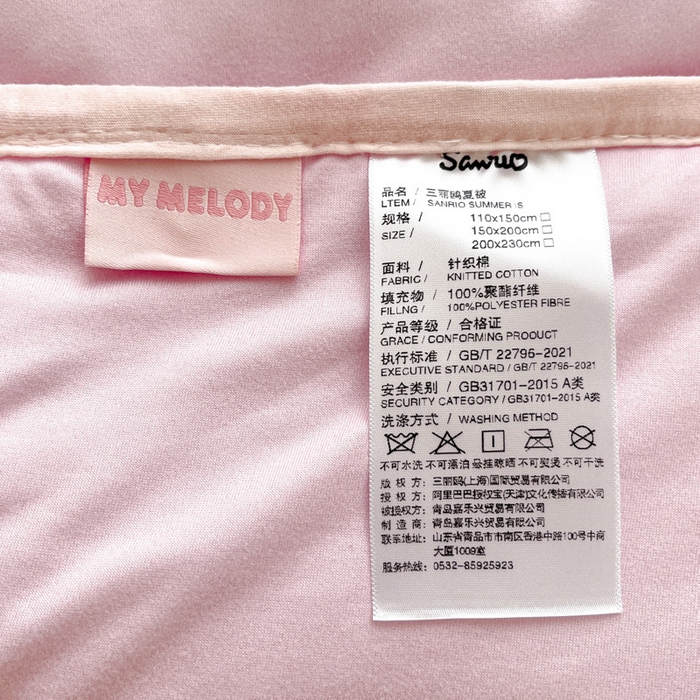 MY MELODY
Sanrio
品名 / 三丽鸥夏被
LTEM / SANRIO SUMMER IS
规格 / 110x150cm □
SIZE / 150x200cm □
200x230cm □
面料 / 针织棉
FABRIC / KNITTED COTTON
填充物 / 100%聚酯纤维
FILLNG / 100%POLYESTER FIBRE
产品等级 / 合格证
GRACE / CONFORMING PROOUCT
执行标准 / GB/T 22796-2021
EXECUTIVE STANDARD / GB/T 22796-2021
安全类别 / GB31701-2015 A类
SECURITY CATEGORY / GB31701-2015 A类
洗涤方式 / WASHING METHOD
不可水洗 不可漂泊 悬挂晾晒 不可熨烫 不可干洗
版 权 方: 三丽鸥(上海)国际贸易有限公司
授 权 方: 阿里巴巴授权宝(天津)文化传播有限公司
被授权方: 青岛嘉乐兴贸易有限公司
制 造 商: 青岛嘉乐兴贸易有限公司
联系地址: 山东省青岛市市南区香港中路100号中商
大厦1009室
服务热线: 0532-85925923